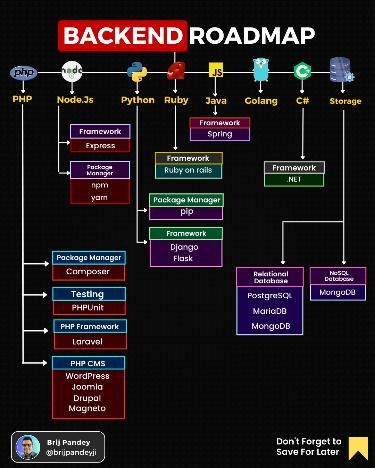 BACKEND ROADMAP
php
node
JS
PHP
Node.Js
Python
Ruby
Java
Golang
C#
Storage
Framework
Express
Package
Manager
npm
yarn
Framework
Spring
Framework
Ruby on rails
Framework
.NET
Package Manager
pip
Framework
Django
Flask
Package Manager
Composer
Testing
PHPUnit
PHP Framework
Laravel
PHP CMS
WordPress
Joomla
Drupal
Magneto
Relational
Database
PostgreSQL
MariaDB
MongoDB
NoSQL
Database
MongoDB
Brij Pandey
@brijpandeyji
Don't Forget to
Save For Later